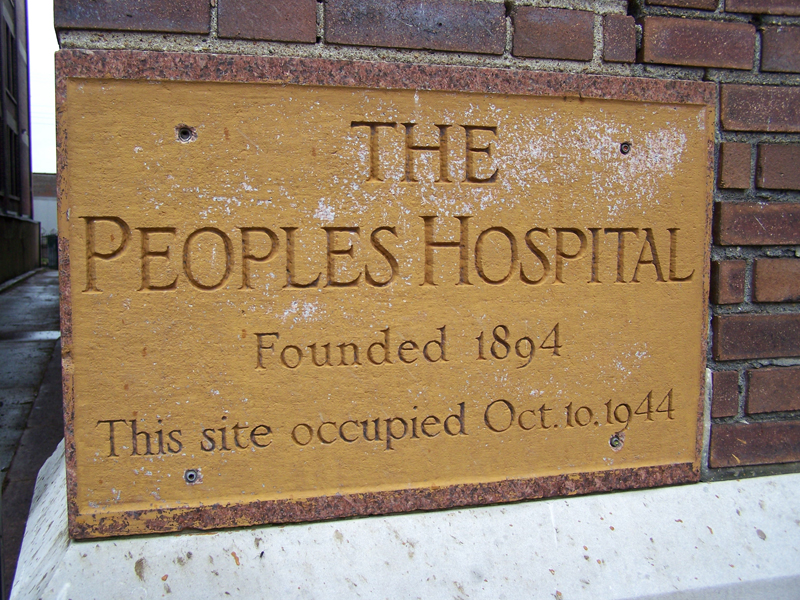 THE
PEOPLES HOSPITAL
Founded 1894
This site occupied Oct.10.1944